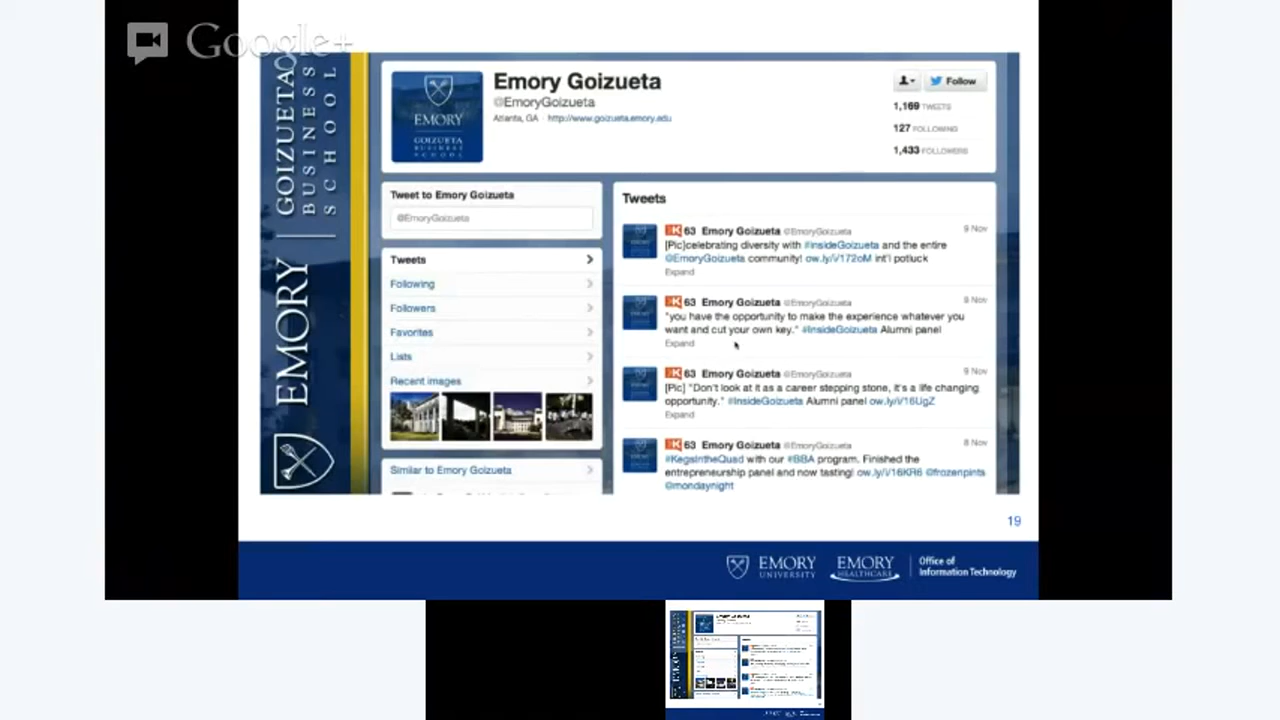 Google+
EMORY | GOIZUETA
BUSINESS
SCHOOL
EMORY
GOIZUETA
BUSINESS
SCHOOL
Emory Goizueta
@EmoryGoizueta
Atlanta, GA · http://www.goizueta.emory.edu
Follow
1,169 TWEETS
127 FOLLOWING
1,433 FOLLOWERS
Tweet to Emory Goizueta
@EmoryGoizueta
Tweets
Following
Followers
Favorites
Lists
Recent images
Similar to Emory Goizueta
Tweets
K 63 Emory Goizueta @EmoryGoizueta 9 Nov
[Pic]celebrating diversity with #InsideGoizueta and the entire
@EmoryGoizueta community! ow.ly/i/172oM int'l potluck
Expand
K 63 Emory Goizueta @EmoryGoizueta 9 Nov
"you have the opportunity to make the experience whatever you
want and cut your own key." #InsideGoizueta Alumni panel
Expand
K 63 Emory Goizueta @EmoryGoizueta 9 Nov
[Pic] "Don't look at it as a career stepping stone, it's a life changing
opportunity." #InsideGoizueta Alumni panel ow.ly/i/16UgZ
Expand
K 63 Emory Goizueta @EmoryGoizueta 8 Nov
#KegsIntheQuad with our #BBA program. Finished the
entrepreneurship panel and now tasting! ow.ly/i/16KR6 @frozenpints
@mondaynight
19
EMORY
UNIVERSITY
EMORY
HEALTHCARE
Office of
Information Technology